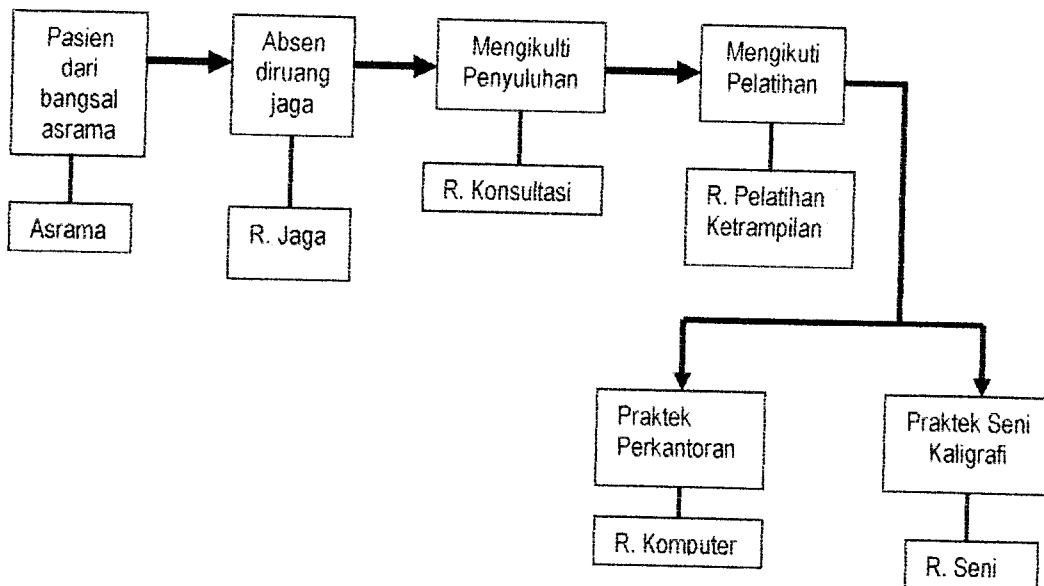 Pasien
dari
bangsal
asrama
Absen
diruang
jaga
Mengikulti
Penyuluhan
Mengikuti
Pelatihan
Asrama
R. Jaga
R. Konsultasi
R. Pelatihan
Ketrampilan
Praktek
Perkantoran
Praktek Seni
Kaligrafi
R. Komputer
R. Seni